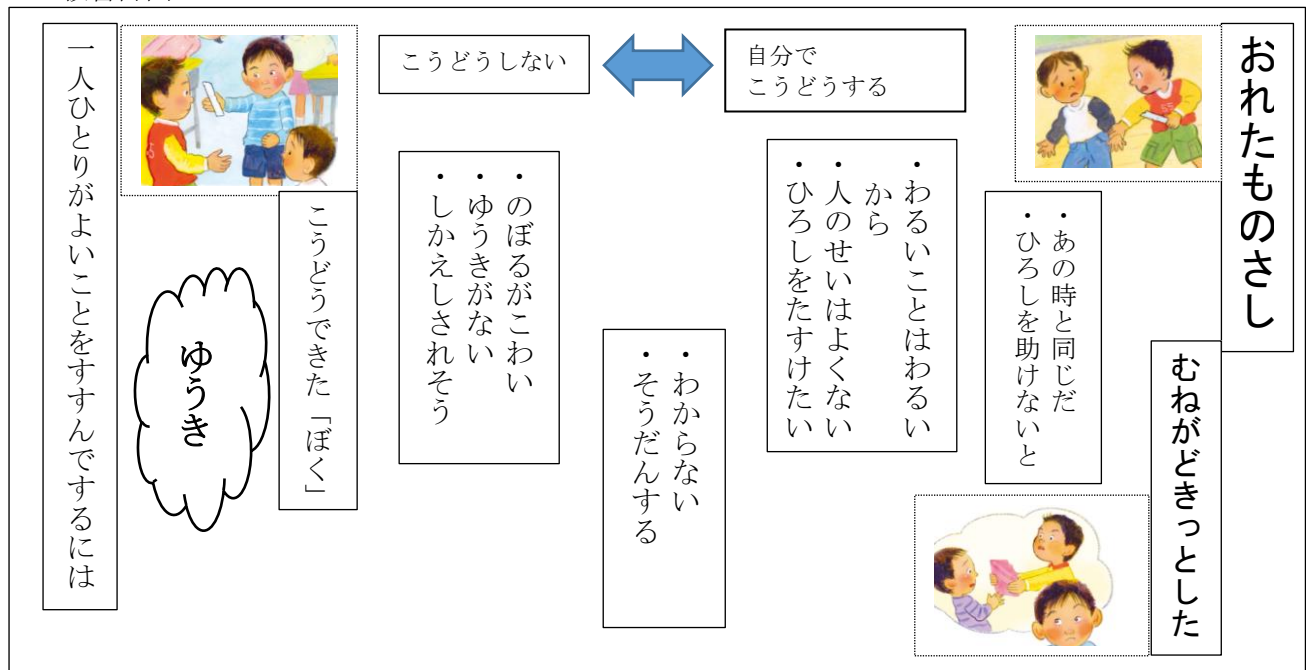 おれたものさし
むねがどきっとした
・あの時と同じだ
・ひろしを助けないと
自分で
こうどうする
・わるいことはわるい
から
・人のせいはよくない
・ひろしをたすけたい
・わからない
・そうだんする
こうどうしない
・のぼるがこわい
・ゆうきがない
・しかえしされそう
こうどうできた「ぼく」
ゆうき
一人ひとりがよいことをすすんでするには